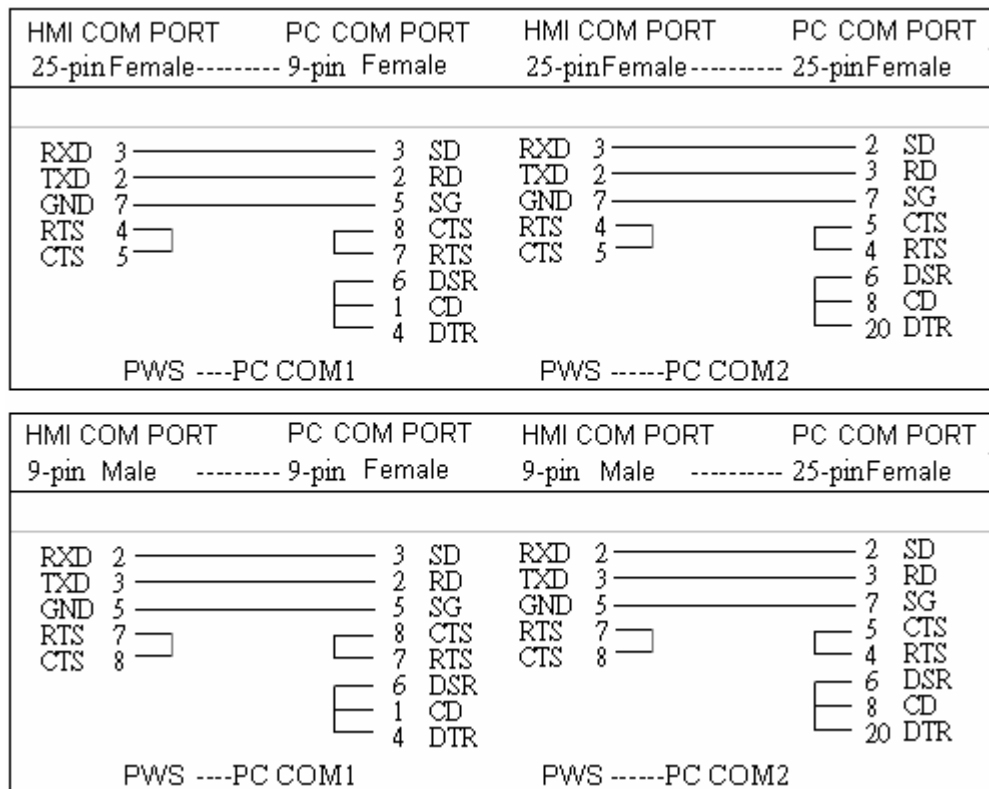 HMI COM PORT PC COM PORT HMI COM PORT PC COM PORT
25-pin Female--------- 9-pin Female 25-pinFemale---------- 25-pinFemale
RXD 3 3 SD RXD 3 2 SD
TXD 2 2 RD TXD 2 3 RD
GND 7 5 SG GND 7 7 SG
RTS 4 8 CTS RTS 4 5 CTS
CTS 5 7 RTS CTS 5 4 RTS
6 DSR 6 DSR
1 CD 8 CD
4 DTR 20 DTR
PWS ----PC COM1 PWS ------PC COM2
HMI COM PORT PC COM PORT HMI COM PORT PC COM PORT
9-pin Male --------- 9-pin Female 9-pin Male ---------- 25-pinFemale
RXD 2 3 SD RXD 2 2 SD
TXD 3 2 RD TXD 3 3 RD
GND 5 5 SG GND 5 7 SG
RTS 7 8 CTS RTS 7 5 CTS
CTS 8 7 RTS CTS 8 4 RTS
6 DSR 6 DSR
1 CD 8 CD
4 DTR 20 DTR
PWS ----PC COM1 PWS ------PC COM2